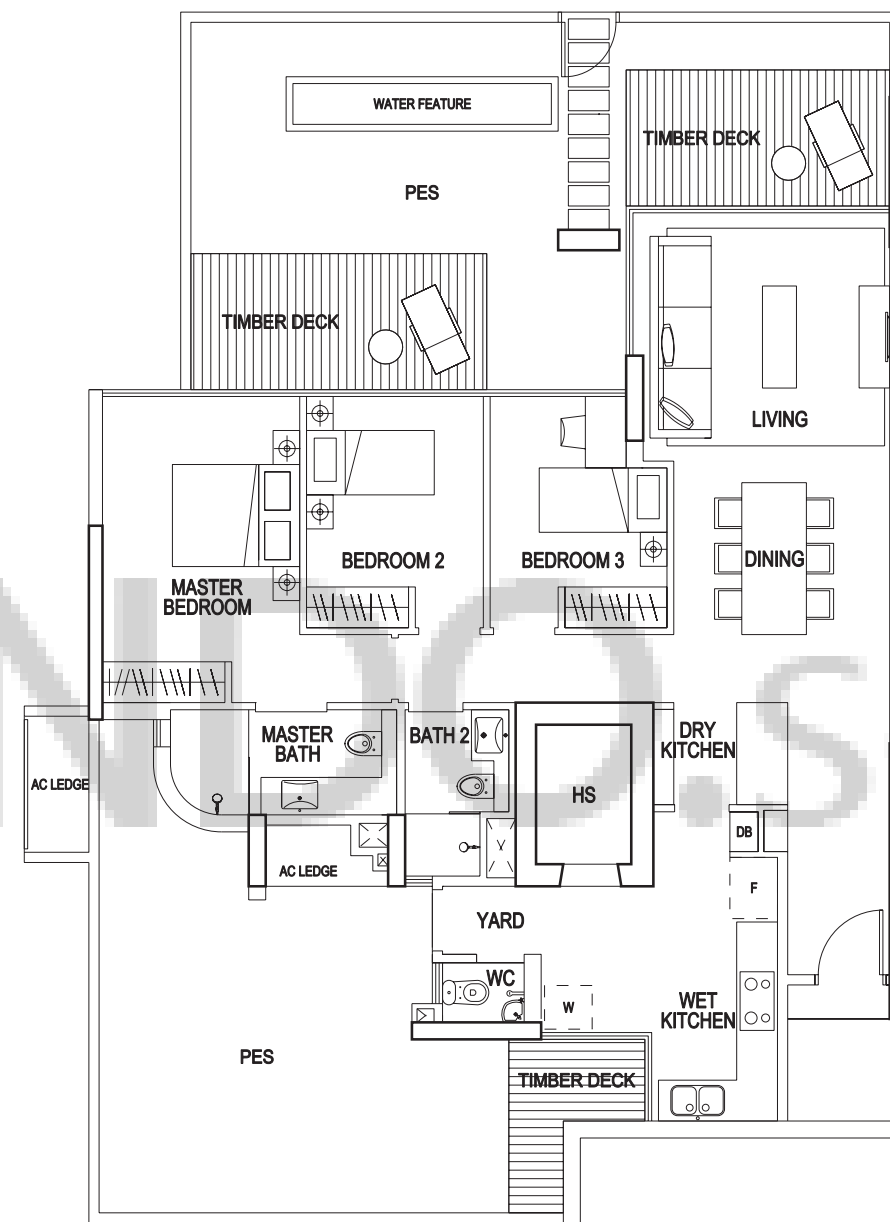 WATER FEATURE
TIMBER DECK
PES
TIMBER DECK
LIVING
BEDROOM 2
BEDROOM 3
DINING
MASTER
BEDROOM
MASTER
BATH
BATH 2
DRY
KITCHEN
AC LEDGE
HS
DB
AC LEDGE
F
YARD
WC
W
WET
KITCHEN
D
PES
TIMBER DECK
NDO.s